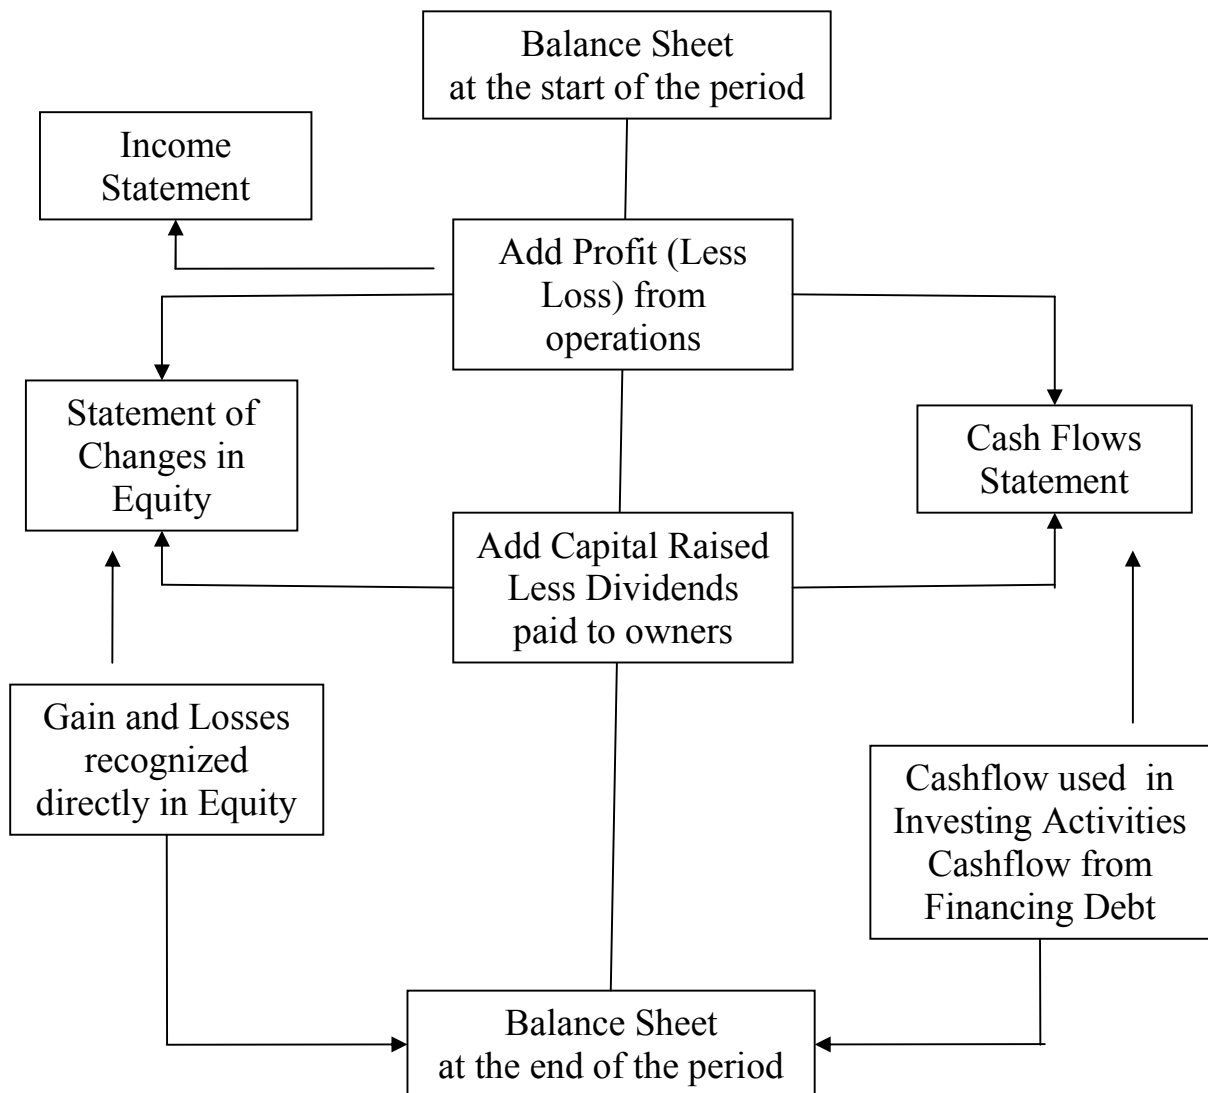 Balance Sheet
at the start of the period
Income
Statement
Add Profit (Less
Loss) from
operations
Statement of
Changes in
Equity
Cash Flows
Statement
Add Capital Raised
Less Dividends
paid to owners
Gain and Losses
recognized
directly in Equity
Cashflow used in
Investing Activities
Cashflow from
Financing Debt
Balance Sheet
at the end of the period